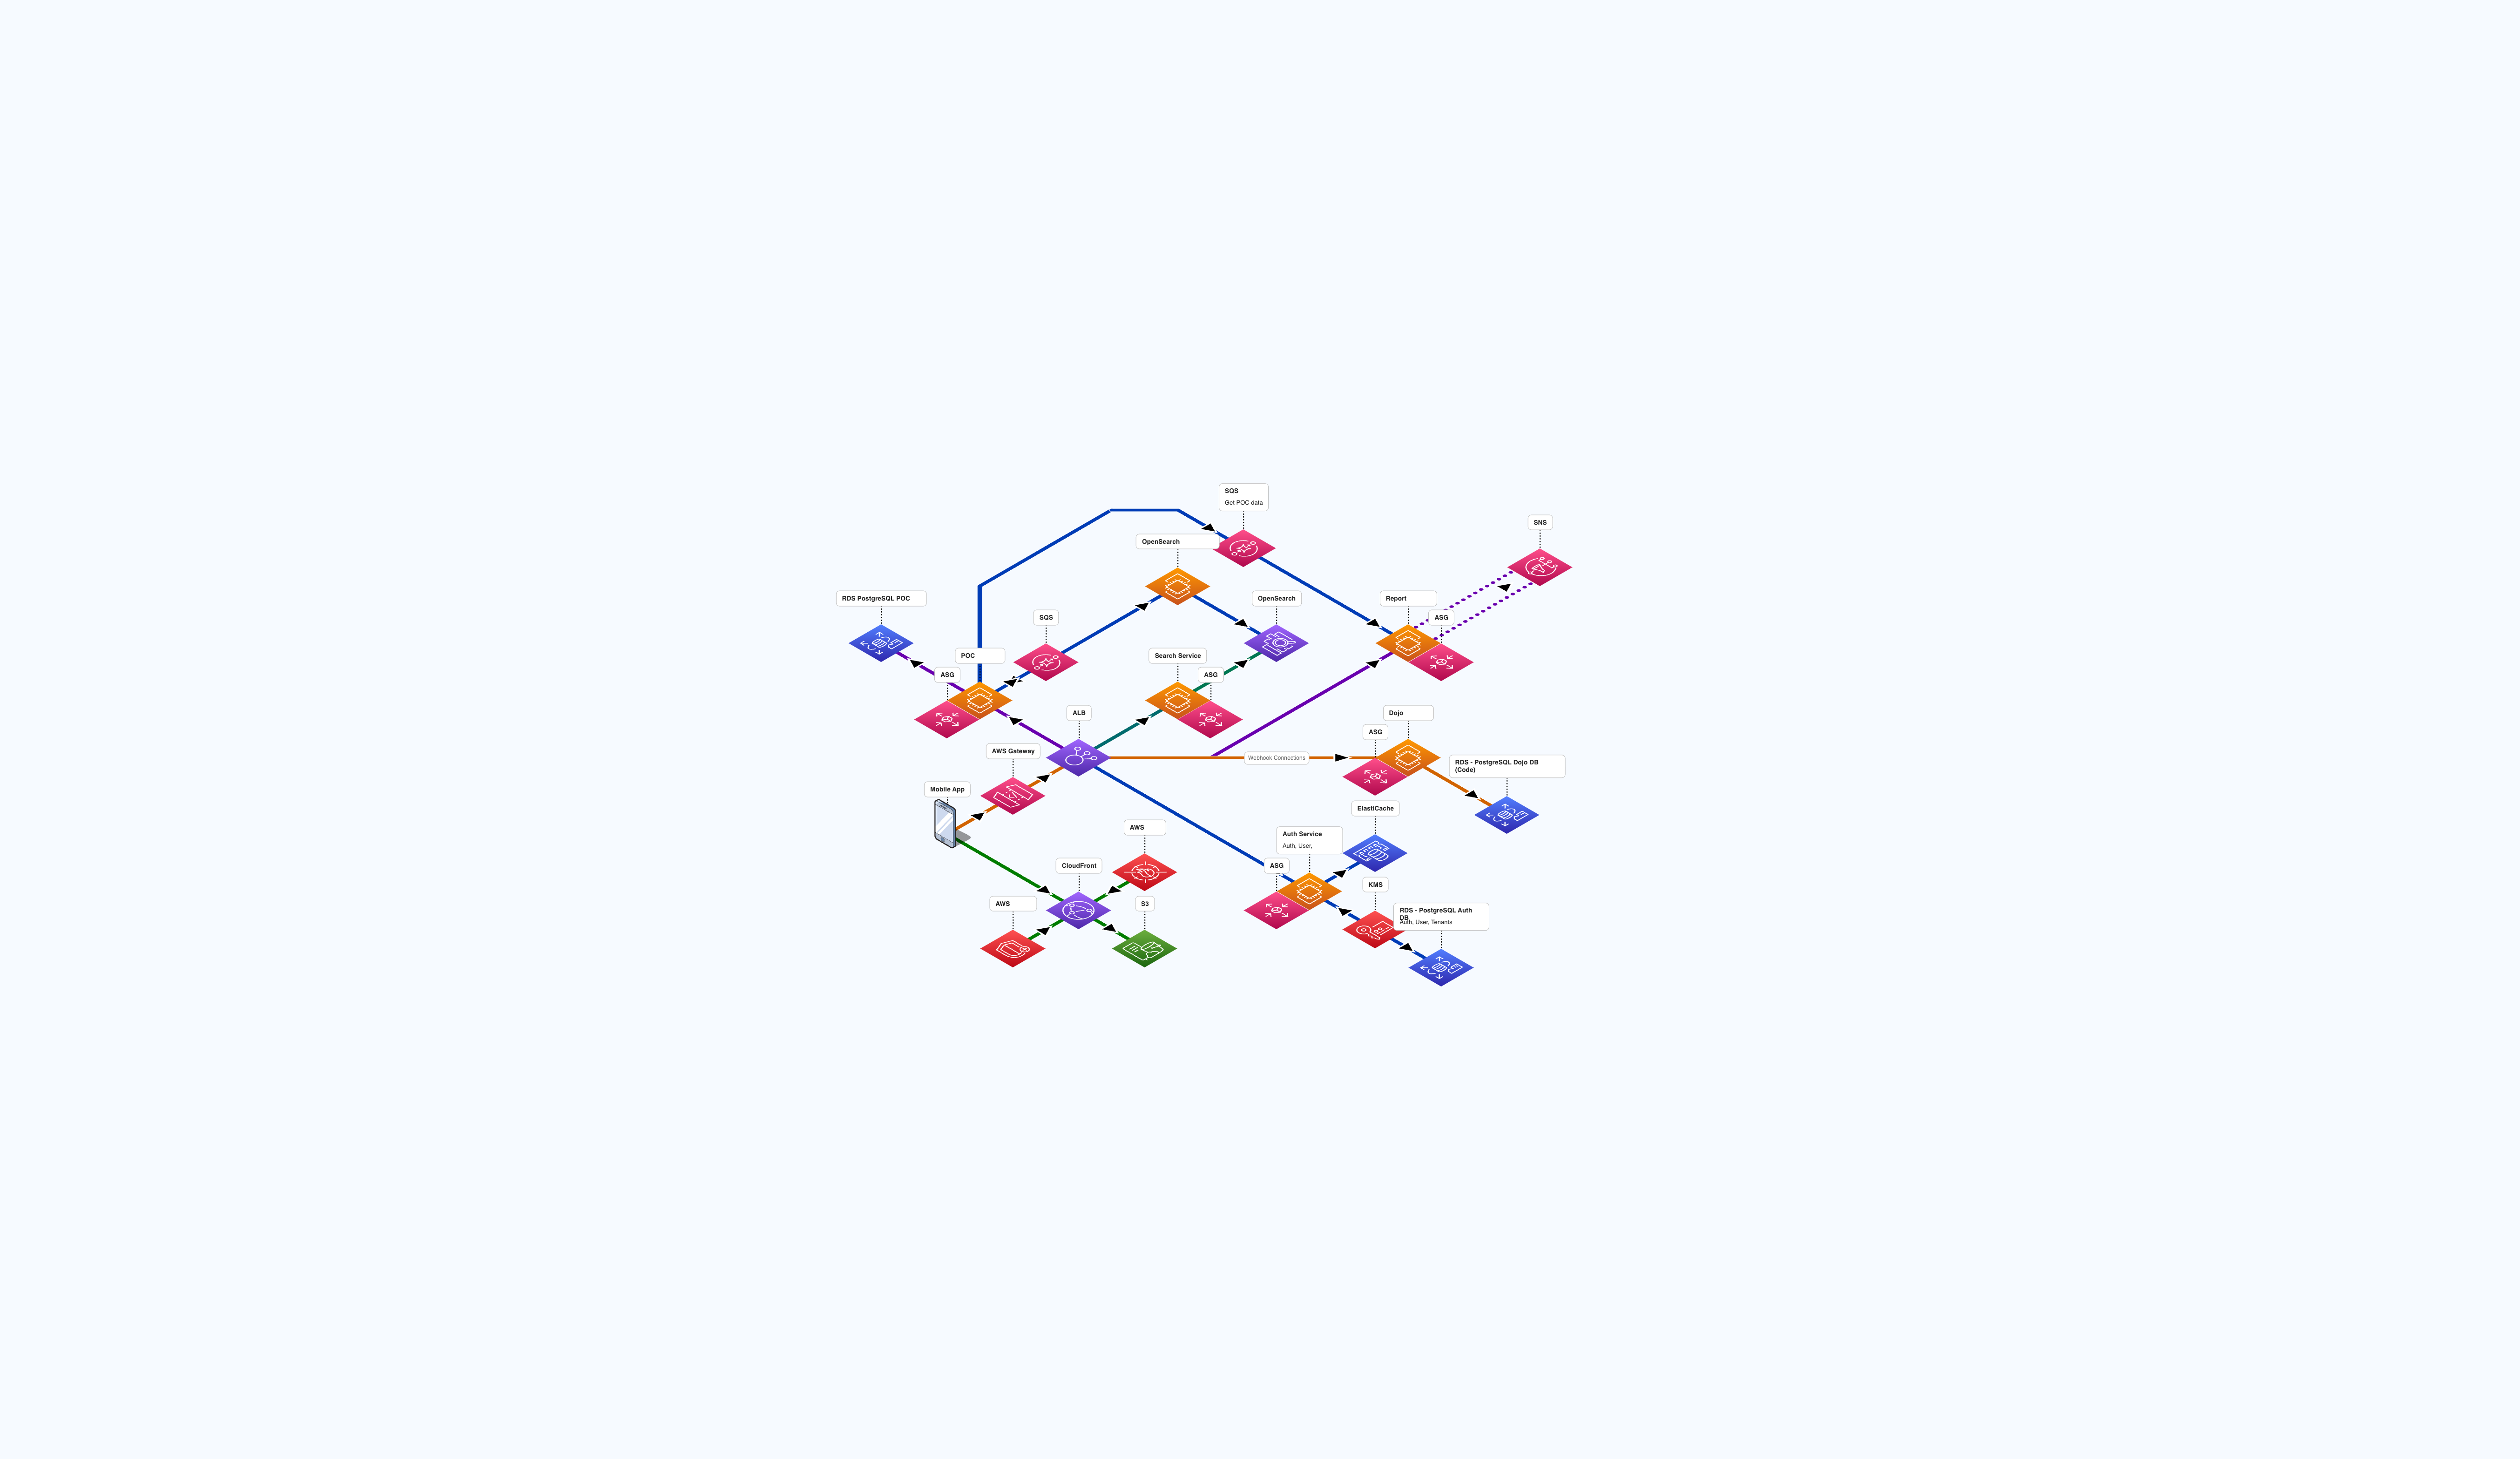 SQS
Get POC data
SNS
OpenSearch
RDS PostgreSQL POC
OpenSearch
Report
SQS
ASG
POC
Search Service
ASG
ASG
ALB
Dojo
ASG
AWS Gateway
Webhook Connections
RDS - PostgreSQL Dojo DB
(Code)
Mobile App
ElastiCache
AWS
Auth Service
Auth, User,
CloudFront
ASG
KMS
AWS
S3
RDS - PostgreSQL Auth
DB
Auth, User, Tenants